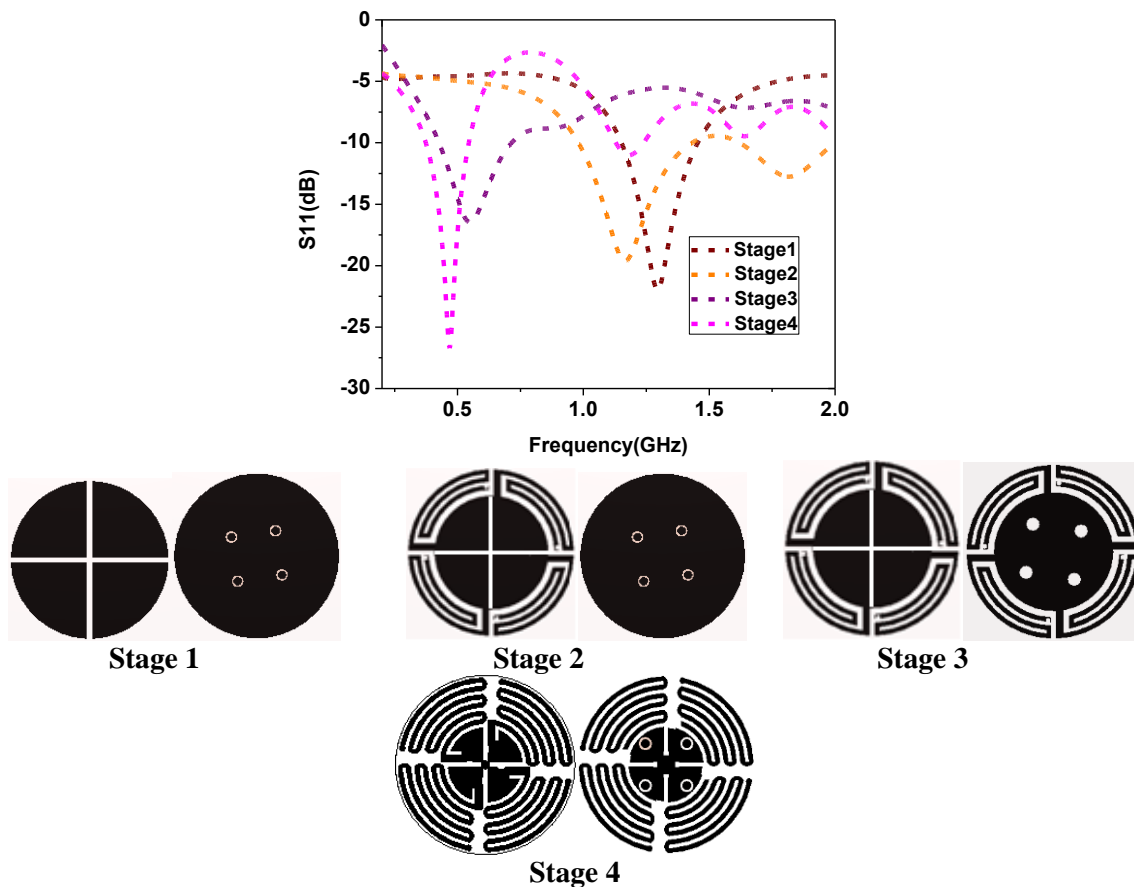 0
-5
-10
-15
-20
-25
-30
S11(dB)
Stage1
Stage2
Stage3
Stage4
0.5 1.0 1.5 2.0
Frequency(GHz)
Stage 1 Stage 2 Stage 3
Stage 4